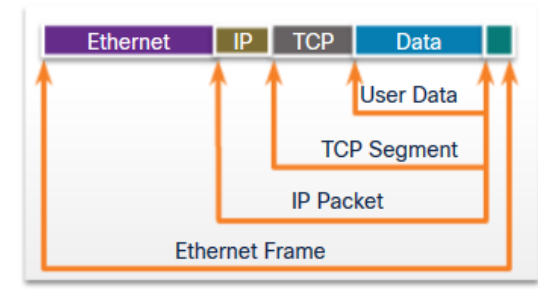 Ethernet IP TCP Data
User Data
TCP Segment
IP Packet
Ethernet Frame